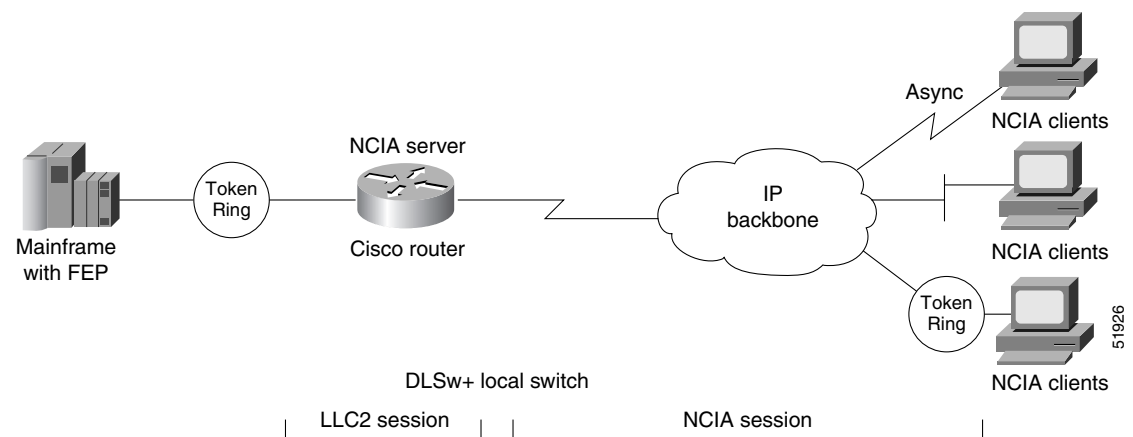 Async
NCIA clients
NCIA server
Token
Ring
IP
backbone
Mainframe
with FEP
Cisco router
NCIA clients
Token
Ring
NCIA clients
51926
DLSw+ local switch
LLC2 session
NCIA session